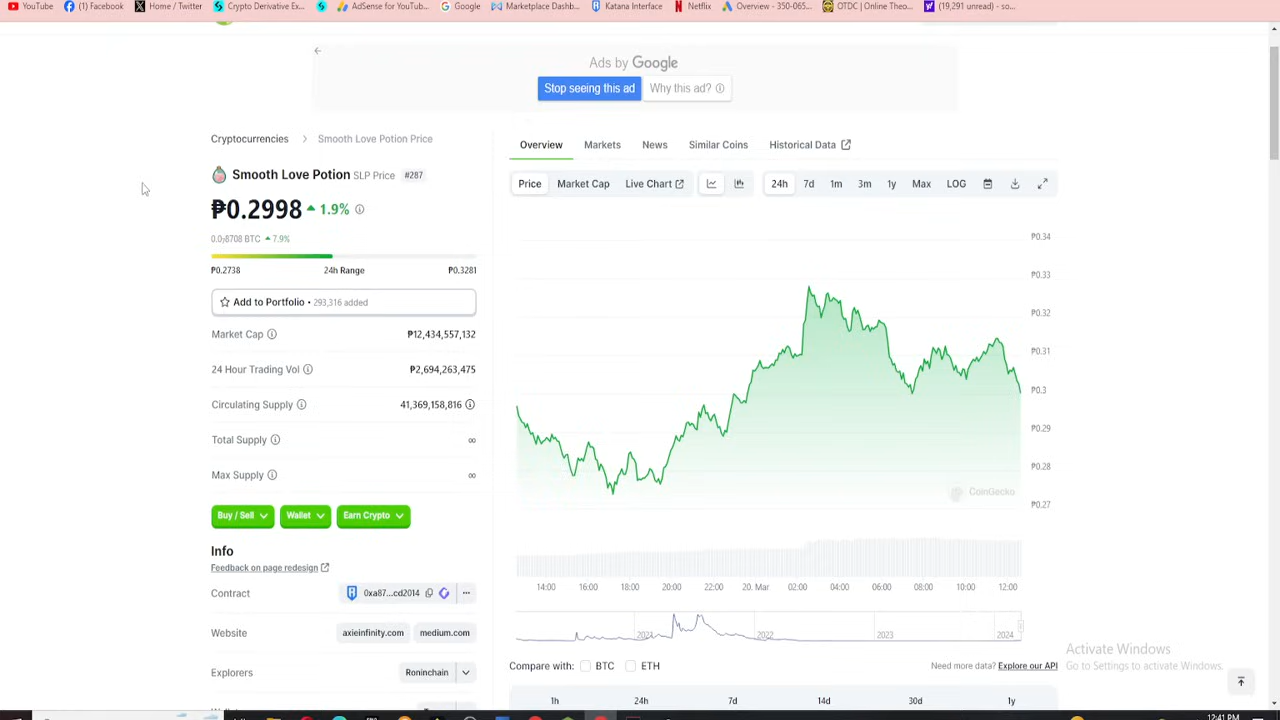 YouTube (1) Facebook Home / Twitter Crypto Derivative Ex... AdSense for YouTub... Google Marketplace Dashb... Katana Interface Netflix Overview - 350-065... OTDC | Online Theo... (19,291 unread) - so...
Ads by Google
Stop seeing this ad Why this ad?
Cryptocurrencies > Smooth Love Potion Price
Smooth Love Potion SLP Price #287
₱0.2998 1.9%
0.0₇8708 BTC 7.9%
₱0.2738 24h Range ₱0.3281
Add to Portfolio • 293,316 added
Market Cap ₱12,434,557,132
24 Hour Trading Vol ₱2,694,263,475
Circulating Supply 41,369,158,816
Total Supply ∞
Max Supply ∞
Buy / Sell Wallet Earn Crypto
Info
Feedback on page redesign
Contract 0xa87...cd2014 ...
Website axieinfinity.com medium.com
Explorers Roninchain
Overview Markets News Similar Coins Historical Data
Price Market Cap Live Chart 24h 7d 1m 3m 1y Max LOG
₱0.34
₱0.33
₱0.32
₱0.31
₱0.3
₱0.29
₱0.28
₱0.27
CoinGecko
14:00 16:00 18:00 20:00 22:00 20. Mar 02:00 04:00 06:00 08:00 10:00 12:00
2021 2022 2023 2024
Compare with: BTC ETH Need more data? Explore our API
1h 24h 7d 14d 30d 1y
Activate Windows
Go to Settings to activate Windows.
12:41 PM